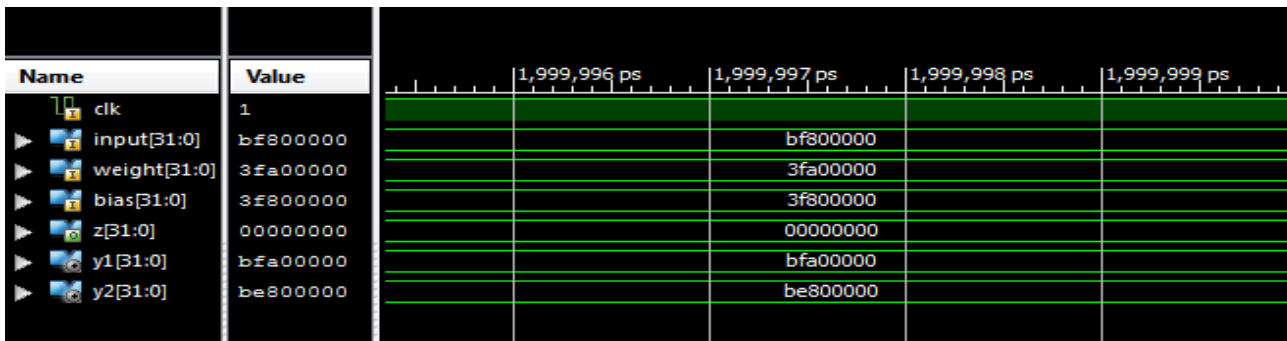 1,999,996 ps 1,999,997 ps 1,999,998 ps 1,999,999 ps
Name Value
clk 1
input[31:0] bf800000 bf800000
weight[31:0] 3fa00000 3fa00000
bias[31:0] 3f800000 3f800000
z[31:0] 00000000 00000000
y1[31:0] bfa00000 bfa00000
y2[31:0] be800000 be800000